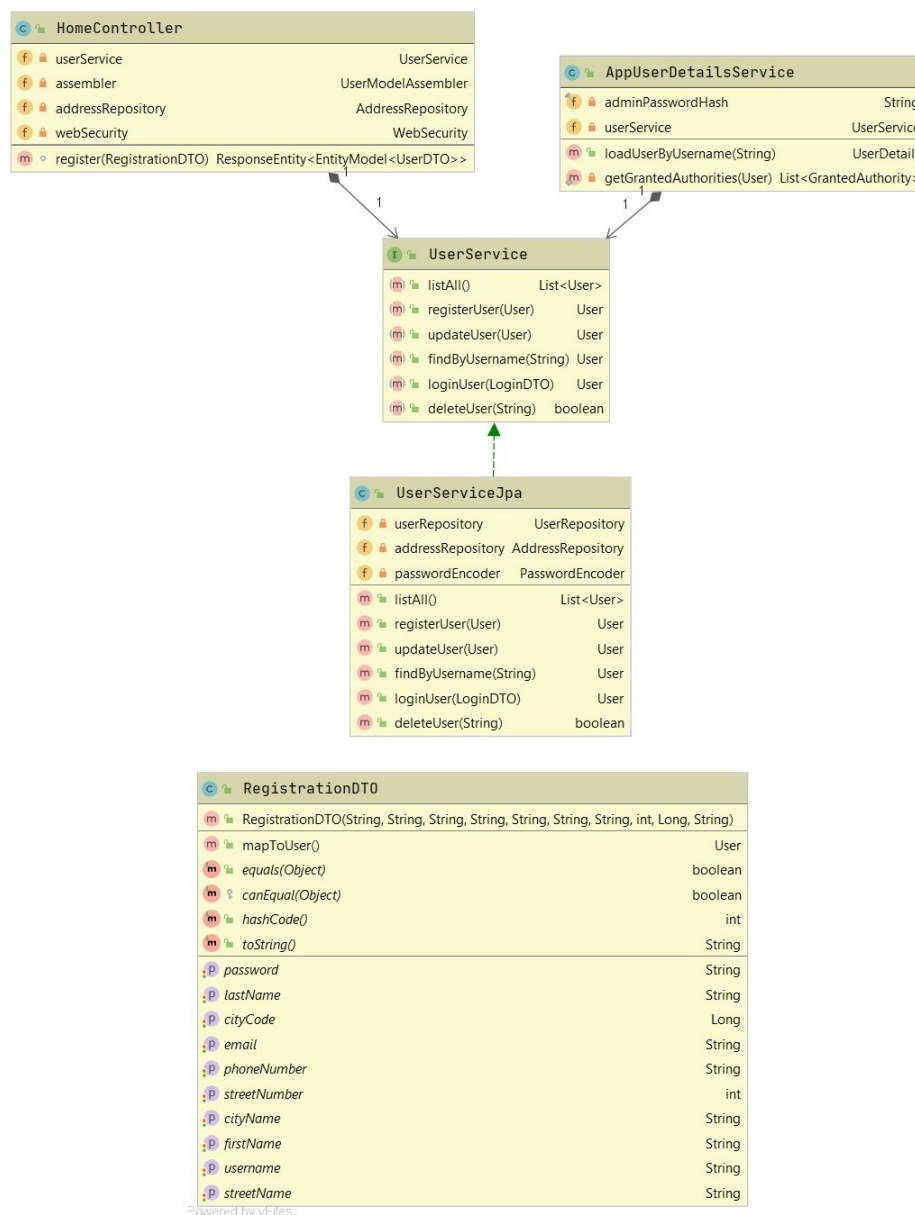 HomeController
userService UserService
assembler UserModelAssembler
addressRepository AddressRepository
webSecurity WebSecurity
register(RegistrationDTO) ResponseEntity<EntityModel<UserDTO>>
AppUserDetailsService
adminPasswordHash String
userService UserService
loadUserByUsername(String) UserDetail
getGrantedAuthorities(User) List<GrantedAuthority>
1
1
1
1
UserService
listAll() List<User>
registerUser(User) User
updateUser(User) User
findByUsername(String) User
loginUser(LoginDTO) User
deleteUser(String) boolean
UserServiceJpa
userRepository UserRepository
addressRepository AddressRepository
passwordEncoder PasswordEncoder
listAll() List<User>
registerUser(User) User
updateUser(User) User
findByUsername(String) User
loginUser(LoginDTO) User
deleteUser(String) boolean
RegistrationDTO
RegistrationDTO(String, String, String, String, String, String, String, int, Long, String)
mapToUser() User
equals(Object) boolean
canEqual(Object) boolean
hashCode() int
toString() String
password String
lastName String
cityCode Long
email String
phoneNumber String
streetNumber int
cityName String
firstName String
username String
streetName String
Powered by yFiles